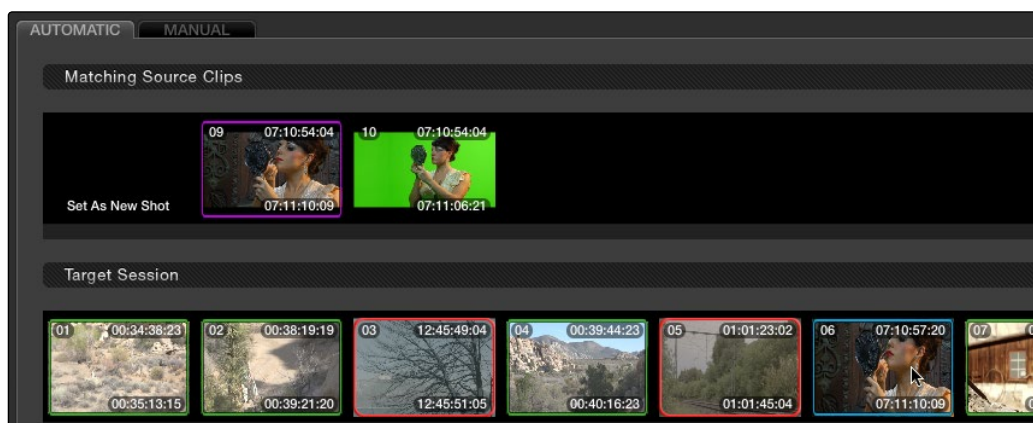 AUTOMATIC MANUAL
Matching Source Clips
09 07:10:54:04 10 07:10:54:04
Set As New Shot 07:11:10:09 07:11:06:21
Target Session
01 00:34:38:23 02 00:38:19:19 03 12:45:49:04 04 00:39:44:23 05 01:01:23:02 06 07:10:57:20 07
00:35:13:15 00:39:21:20 12:45:51:05 00:40:16:23 01:01:45:04 07:11:10:09